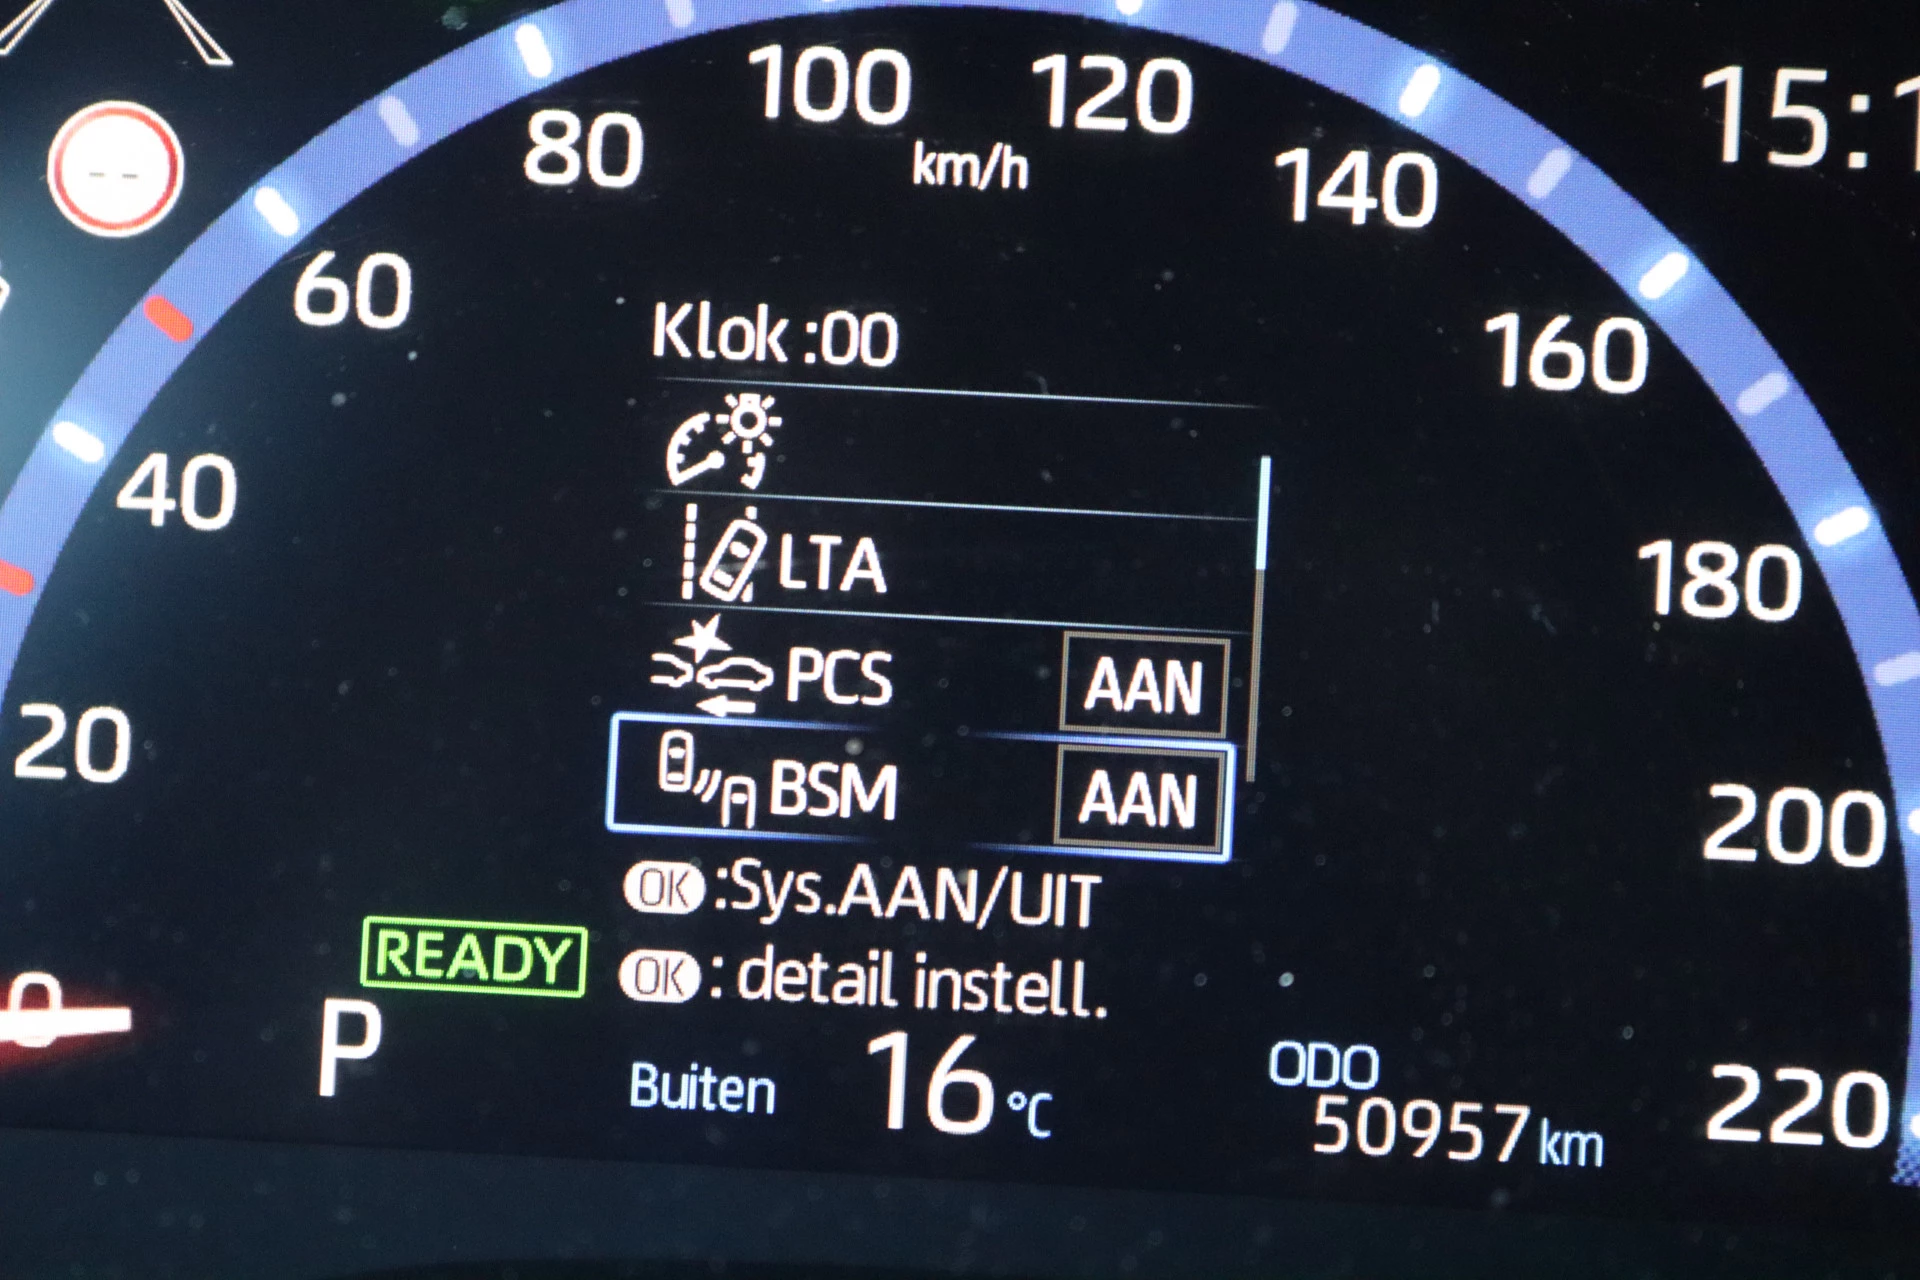 100
120
80
km/h
140
15:1
--
60
160
Klok :00
40
LTA
180
PCS AAN
20
BSM AAN
200
OK :Sys.AAN/UIT
READY
OK : detail instell.
0
P
Buiten 16 °C
ODO
50957 km
220